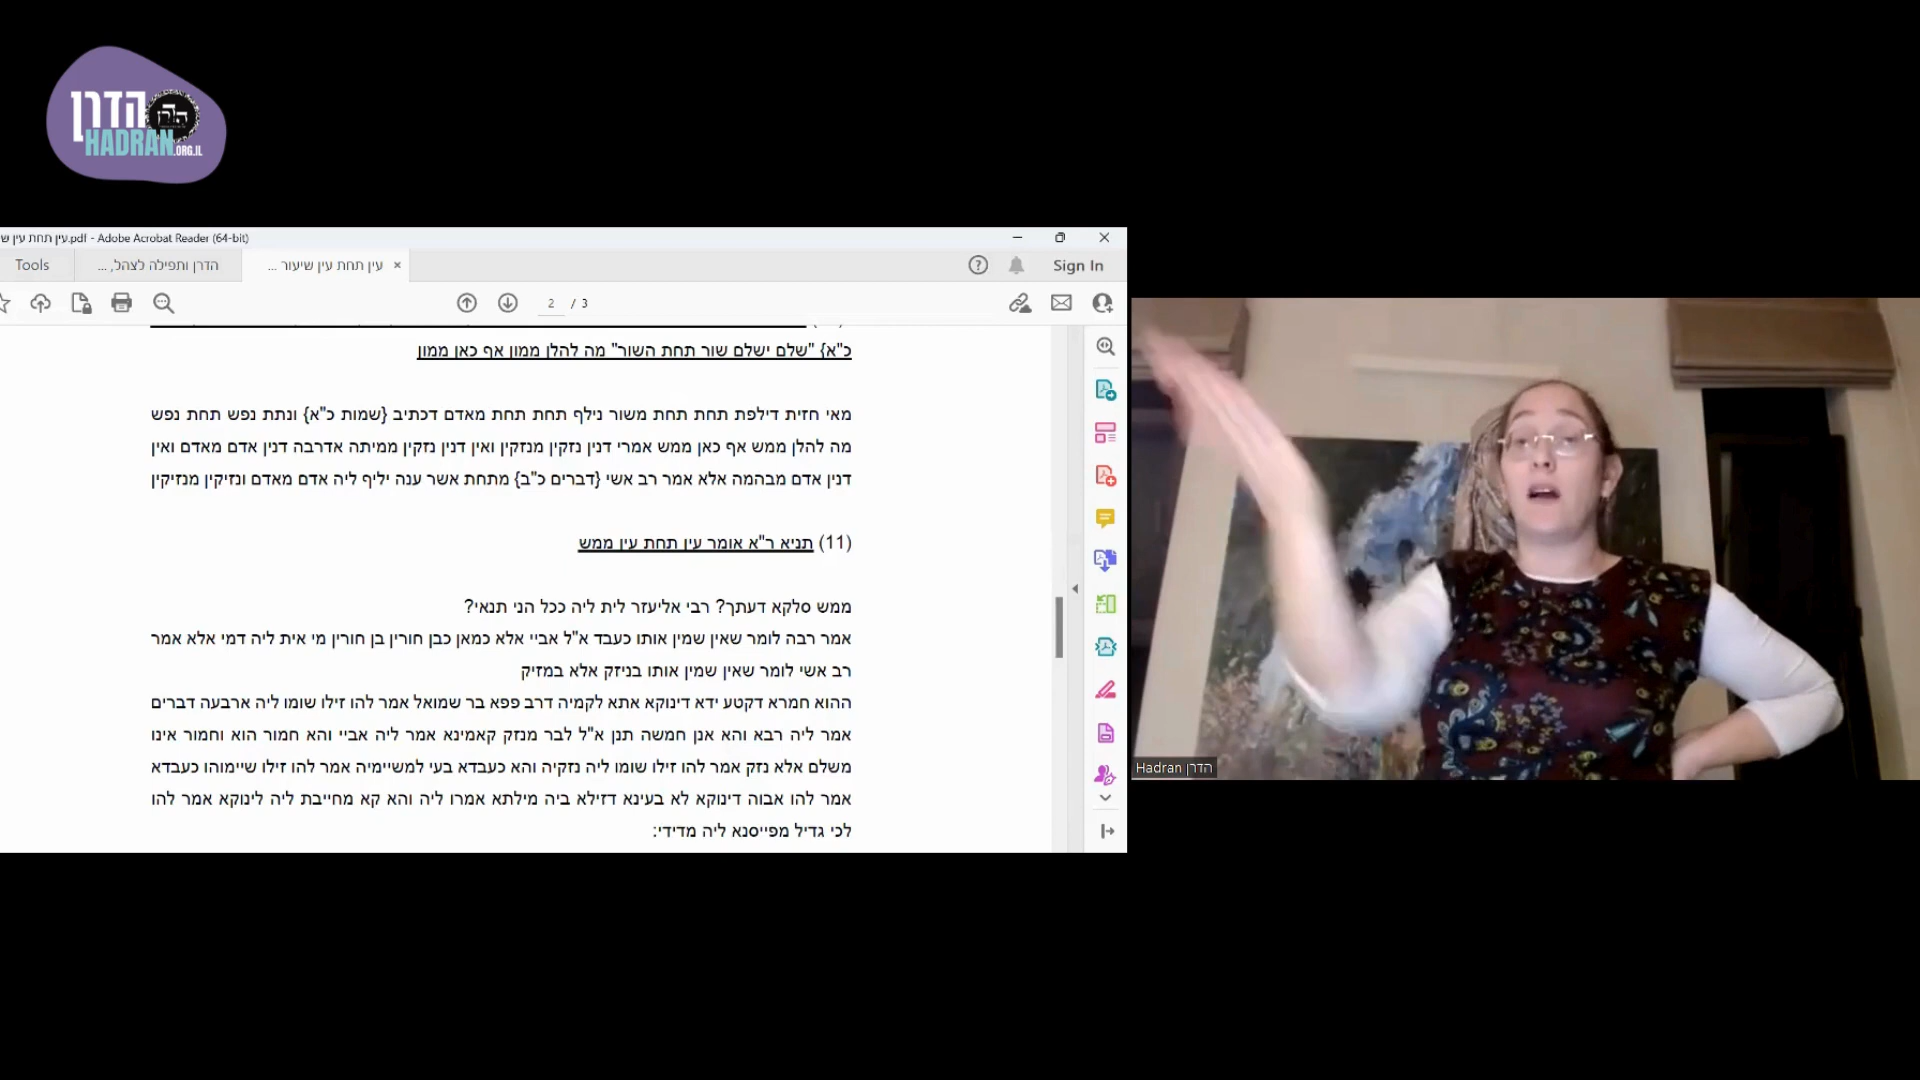 הדרן
HADRAN.ORG.IL
עין תחת עין ש.pdf - Adobe Acrobat Reader (64-bit)
Tools
הדרן ותפילה לצהל, ...
עין תחת עין שיעור ...
Sign In
2 / 3
כ"א} "שלם ישלם שור תחת השור" מה להלן ממון אף כאן ממון
מאי חזית דילפת תחת תחת משור נילף תחת תחת מאדם דכתיב {שמות כ"א} ונתת נפש תחת נפש
מה להלן ממש אף כאן ממש אמרי דנין נזקין מנזקין ואין דנין נזקין ממיתה אדרבה דנין אדם מאדם ואין
דנין אדם מבהמה אלא אמר רב אשי {דברים כ"ב} מתחת אשר ענה יליף ליה אדם מאדם ונזיקין מנזיקין
(11) תניא ר"א אומר עין תחת עין ממש
ממש סלקא דעתך? רבי אליעזר לית ליה ככל הני תנאי?
אמר רבה לומר שאין שמין אותו כעבד א"ל אביי אלא כמאן כבן חורין בן חורין מי אית ליה דמי אלא אמר
רב אשי לומר שאין שמין אותו בניזק אלא במזיק
ההוא חמרא דקטע ידא דינוקא אתא לקמיה דרב פפא בר שמואל אמר להו זילו שומו ליה ארבעה דברים
אמר ליה רבא והא אנן חמשה תנן א"ל לבר מנזק קאמינא אמר ליה אביי והא חמור הוא וחמור אינו
משלם אלא נזק אמר להו זילו שומו ליה נזקיה והא כעבדא בעי למשיימיה אמר להו זילו שיימוהו כעבדא
אמר להו אבוה דינוקא לא בעינא דזילא ביה מילתא אמרו ליה והא קא מחייבת ליה לינוקא אמר להו
לכי גדיל מפייסנא ליה מדידי:
Hadran הדרן